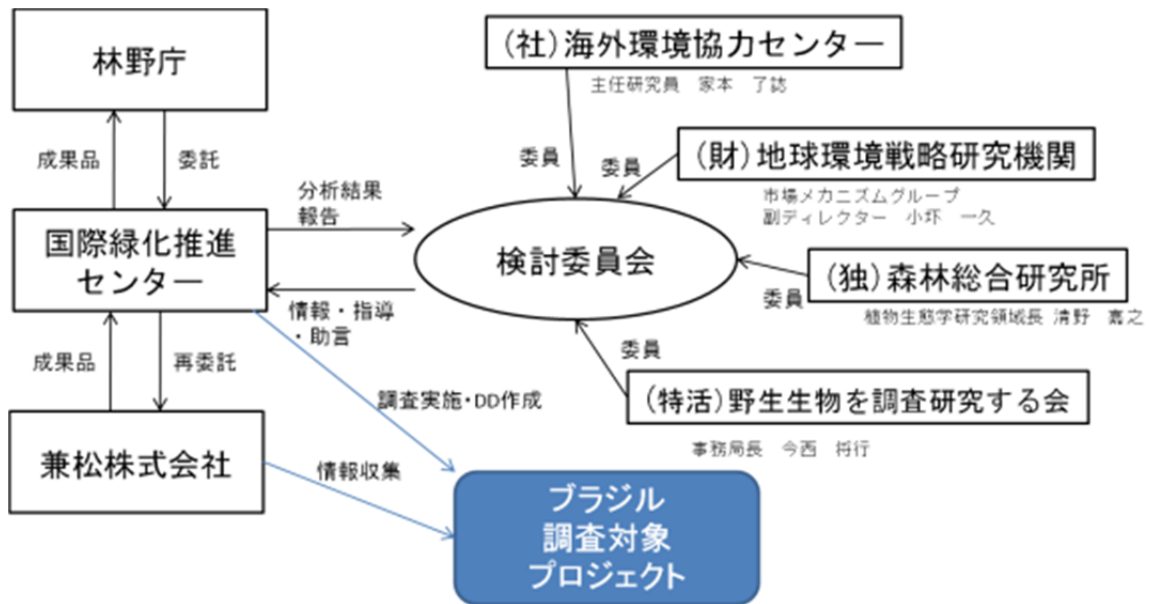 林野庁
成果品
委託
国際緑化推進
センター
成果品
再委託
兼松株式会社
分析結果
報告
情報・指導
・助言
調査実施・DD作成
情報収集
検討委員会
(社)海外環境協力センター
主任研究員 家本 了誌
委員
(財)地球環境戦略研究機関
市場メカニズムグループ
副ディレクター 小圷 一久
委員
(独)森林総合研究所
植物生態学研究領域長 清野 嘉之
委員
(特活)野生生物を調査研究する会
事務局長 今西 将行
委員
ブラジル
調査対象
プロジェクト